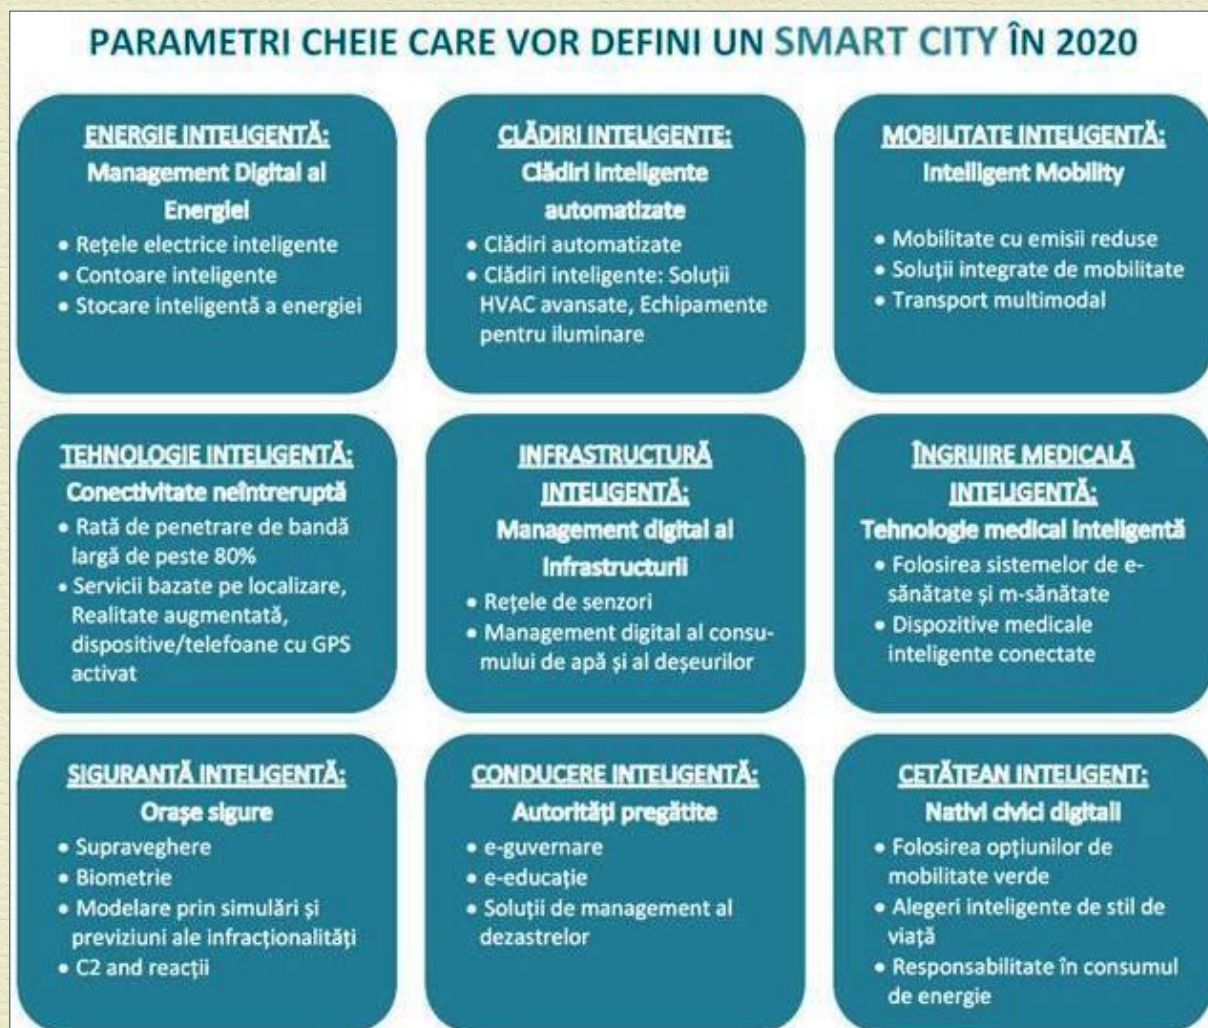 PARAMETRI CHEIE CARE VOR DEFINI UN SMART CITY ÎN 2020
ENERGIE INTELIGENTĂ:
Management Digital al
Energiei
• Rețele electrice inteligente
• Contoare inteligente
• Stocare inteligentă a energiei
CLĂDIRI INTELIGENTE:
Clădiri inteligente
automatizate
• Clădiri automatizate
• Clădiri inteligente: Soluții
HVAC avansate, Echipamente
pentru iluminare
MOBILITATE INTELIGENTĂ:
Intelligent Mobility
• Mobilitate cu emisii reduse
• Soluții integrate de mobilitate
• Transport multimodal
TEHNOLOGIE INTELIGENTĂ:
Conectivitate neîntreruptă
• Rată de penetrare de bandă
largă de peste 80%
• Servicii bazate pe localizare,
Realitate augmentată,
dispozitive/telefoane cu GPS
activat
INFRASTRUCTURĂ
INTELIGENTĂ:
Management digital al
infrastructurii
• Rețele de senzori
• Management digital al consu-
mului de apă și al deșeurilor
ÎNGRIJIRE MEDICALĂ
INTELIGENTĂ:
Tehnologie medical inteligentă
• Folosirea sistemelor de e-
sănătate și m-sănătate
• Dispozitive medicale
inteligente conectate
SIGURANTĂ INTELIGENTĂ:
Orașe sigure
• Supraveghere
• Biometrie
• Modelare prin simulări și
previziuni ale infracționalități
• C2 and reacții
CONDUCERE INTELIGENTĂ:
Autorități pregătite
• e-guvernare
• e-educație
• Soluții de management al
dezastrelor
CETĂTEAN INTELIGENT:
Nativi civici digitali
• Folosirea opțiunilor de
mobilitate verde
• Alegeri inteligente de stil de
viață
• Responsabilitate în consumul
de energie